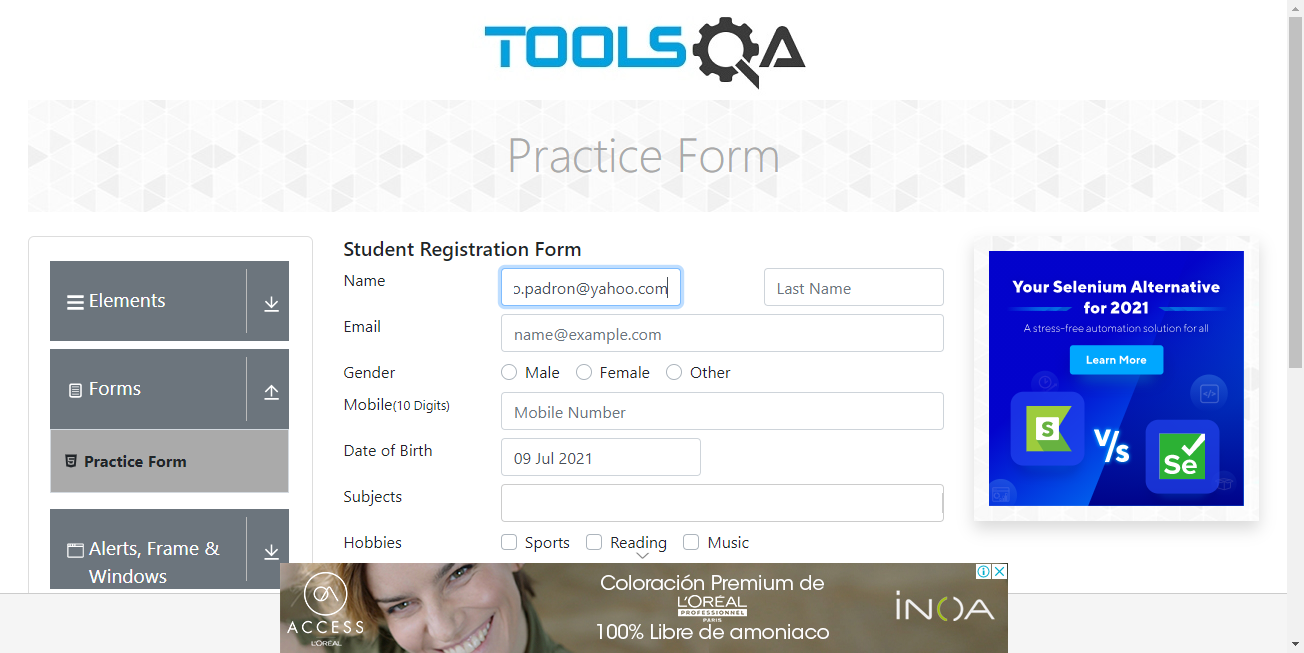 TOOLSQA
Practice Form
Elements
Forms
Practice Form
Alerts, Frame &
Windows
Student Registration Form
Name
o.padron@yahoo.com
Last Name
Email
name@example.com
Gender
Male
Female
Other
Mobile(10 Digits)
Mobile Number
Date of Birth
09 Jul 2021
Subjects
Hobbies
Sports
Reading
Music
Your Selenium Alternative
for 2021
A stress-free automation solution for all
Learn More
S
V/s
Se
ACCESS
L'ORÉAL
Coloración Premium de
L'ORÉAL
PROFESSIONNEL
PARIS
100% Libre de amoniaco
iNOA